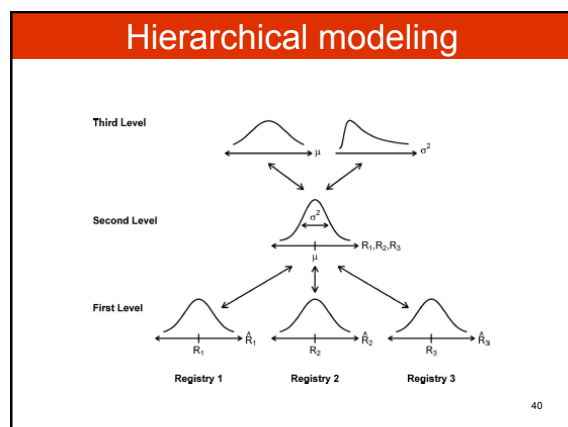 Hierarchical modeling
Third Level
μ
σ²
Second Level
σ²
R₁,R₂,R₃
μ
First Level
R̂₁
R̂₂
R̂₃ᵢ
R₁
R₂
R₃
Registry 1
Registry 2
Registry 3
40